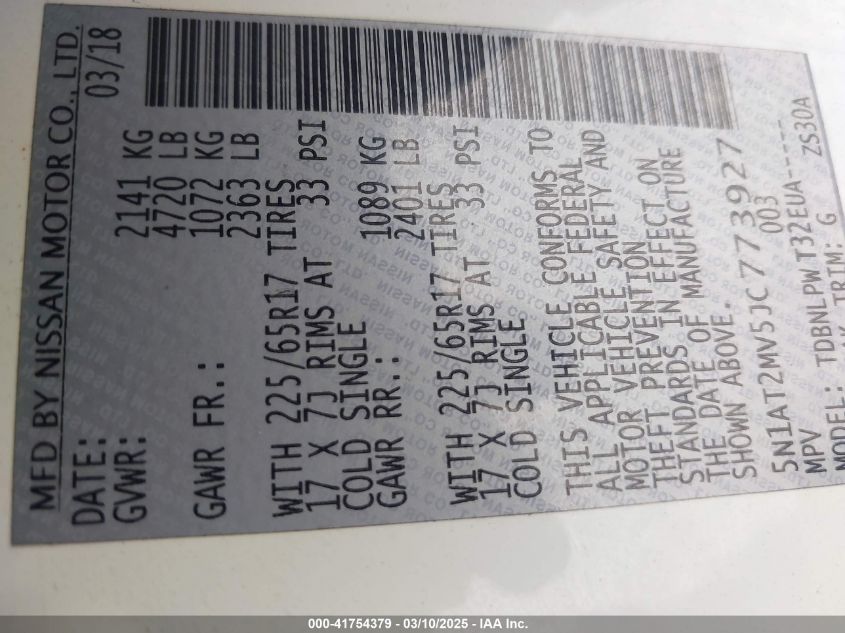 MFD BY NISSAN MOTOR CO., LTD.
DATE: 03/18
GVWR: 2141 KG
4720 LB
GAWR FR.: 1072 KG
2363 LB
WITH 225/65R17 TIRES
17 X 7J RIMS AT 33 PSI
COLD SINGLE
GAWR RR.: 1089 KG
2401 LB
WITH 225/65R17 TIRES
17 X 7J RIMS AT 33 PSI
COLD SINGLE
THIS VEHICLE CONFORMS TO
ALL APPLICABLE FEDERAL
MOTOR VEHICLE SAFETY AND
THEFT PREVENTION
STANDARDS IN EFFECT ON
THE DATE OF MANUFACTURE
SHOWN ABOVE.
5N1AT2MV5JC773927
MPV 003
MODEL: TDBNLPW T32EUA-----
TRIM: G ZS30A
000-41754379 - 03/10/2025 - IAA Inc.